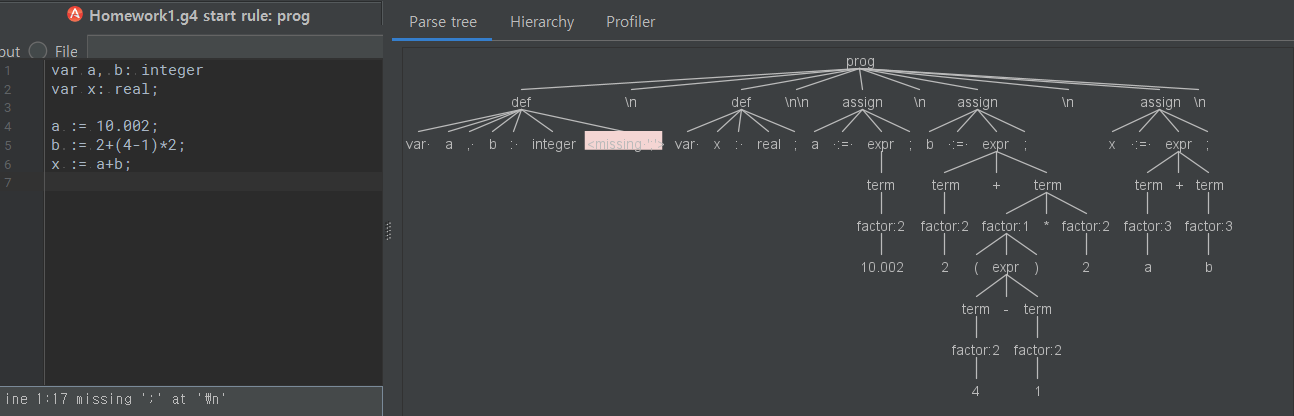 Homework1.g4 start rule: prog
put File
1 var a, b: integer
2 var x: real;
3
4 a := 10.002;
5 b := 2+(4-1)*2;
6 x := a+b;
7
ine 1:17 missing ';' at '₩n'
Parse tree Hierarchy Profiler
prog
def \n def \n\n assign \n assign \n assign \n
var· a ,· b :· integer <missing ';'> var· x :· real ; a ·:=· expr ; b ·:=· expr ; x ·:=· expr ;
term term + term term + term
factor:2 factor:2 factor:1 * factor:2 factor:3 factor:3
10.002 2 ( expr ) 2 a b
term - term
factor:2 factor:2
4 1